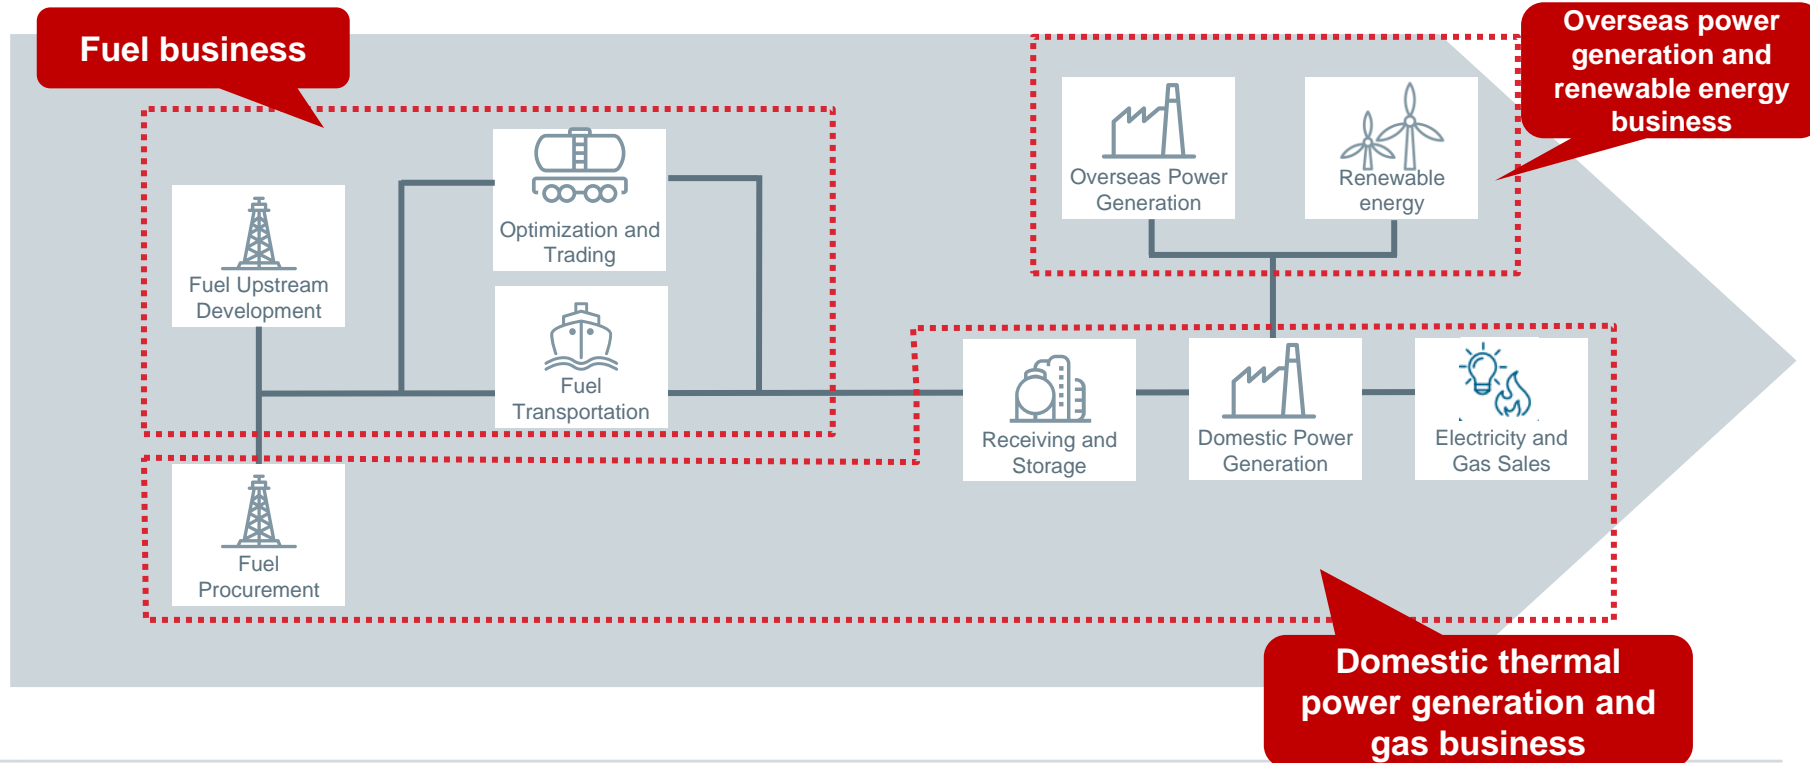 Fuel business
Overseas power
generation and
renewable energy
business
Fuel Upstream
Development
Optimization and
Trading
Fuel
Transportation
Fuel
Procurement
Overseas Power
Generation
Renewable
energy
Receiving and
Storage
Domestic Power
Generation
Electricity and
Gas Sales
Domestic thermal
power generation and
gas business